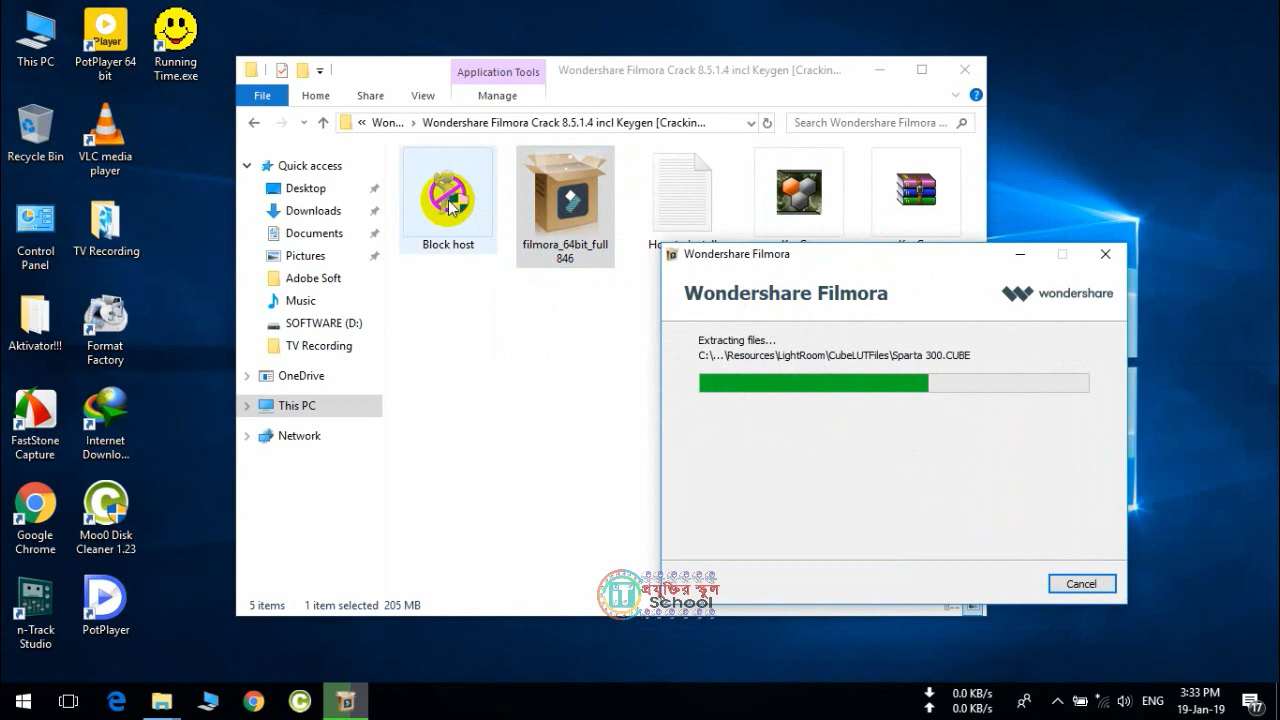 This PC
PotPlayer 64
bit
Running
Time.exe
Recycle Bin
VLC media
player
Control
Panel
TV Recording
Aktivator!!!
Format
Factory
FastStone
Capture
Internet
Downlo...
Google
Chrome
Moo0 Disk
Cleaner 1.23
n-Track
Studio
PotPlayer
Player
Application Tools
Wondershare Filmora Crack 8.5.1.4 incl Keygen [Crackin...
File
Home
Share
View
Manage
« Won... › Wondershare Filmora Crack 8.5.1.4 incl Keygen [Crackin...
Search Wondershare Filmora ...
Quick access
Desktop
Downloads
Documents
Pictures
Adobe Soft
Music
SOFTWARE (D:)
TV Recording
OneDrive
This PC
Network
Block host
filmora_64bit_full
846
Wondershare Filmora
Wondershare Filmora
wondershare
Extracting files...
C:\...\Resources\LightRoom\CubeLUTFiles\Sparta 300.CUBE
Cancel
5 items
1 item selected 205 MB
iT প্রযুক্তির স্কুল
School
0.0 KB/s
0.0 KB/s
ENG
3:33 PM
19-Jan-19
17